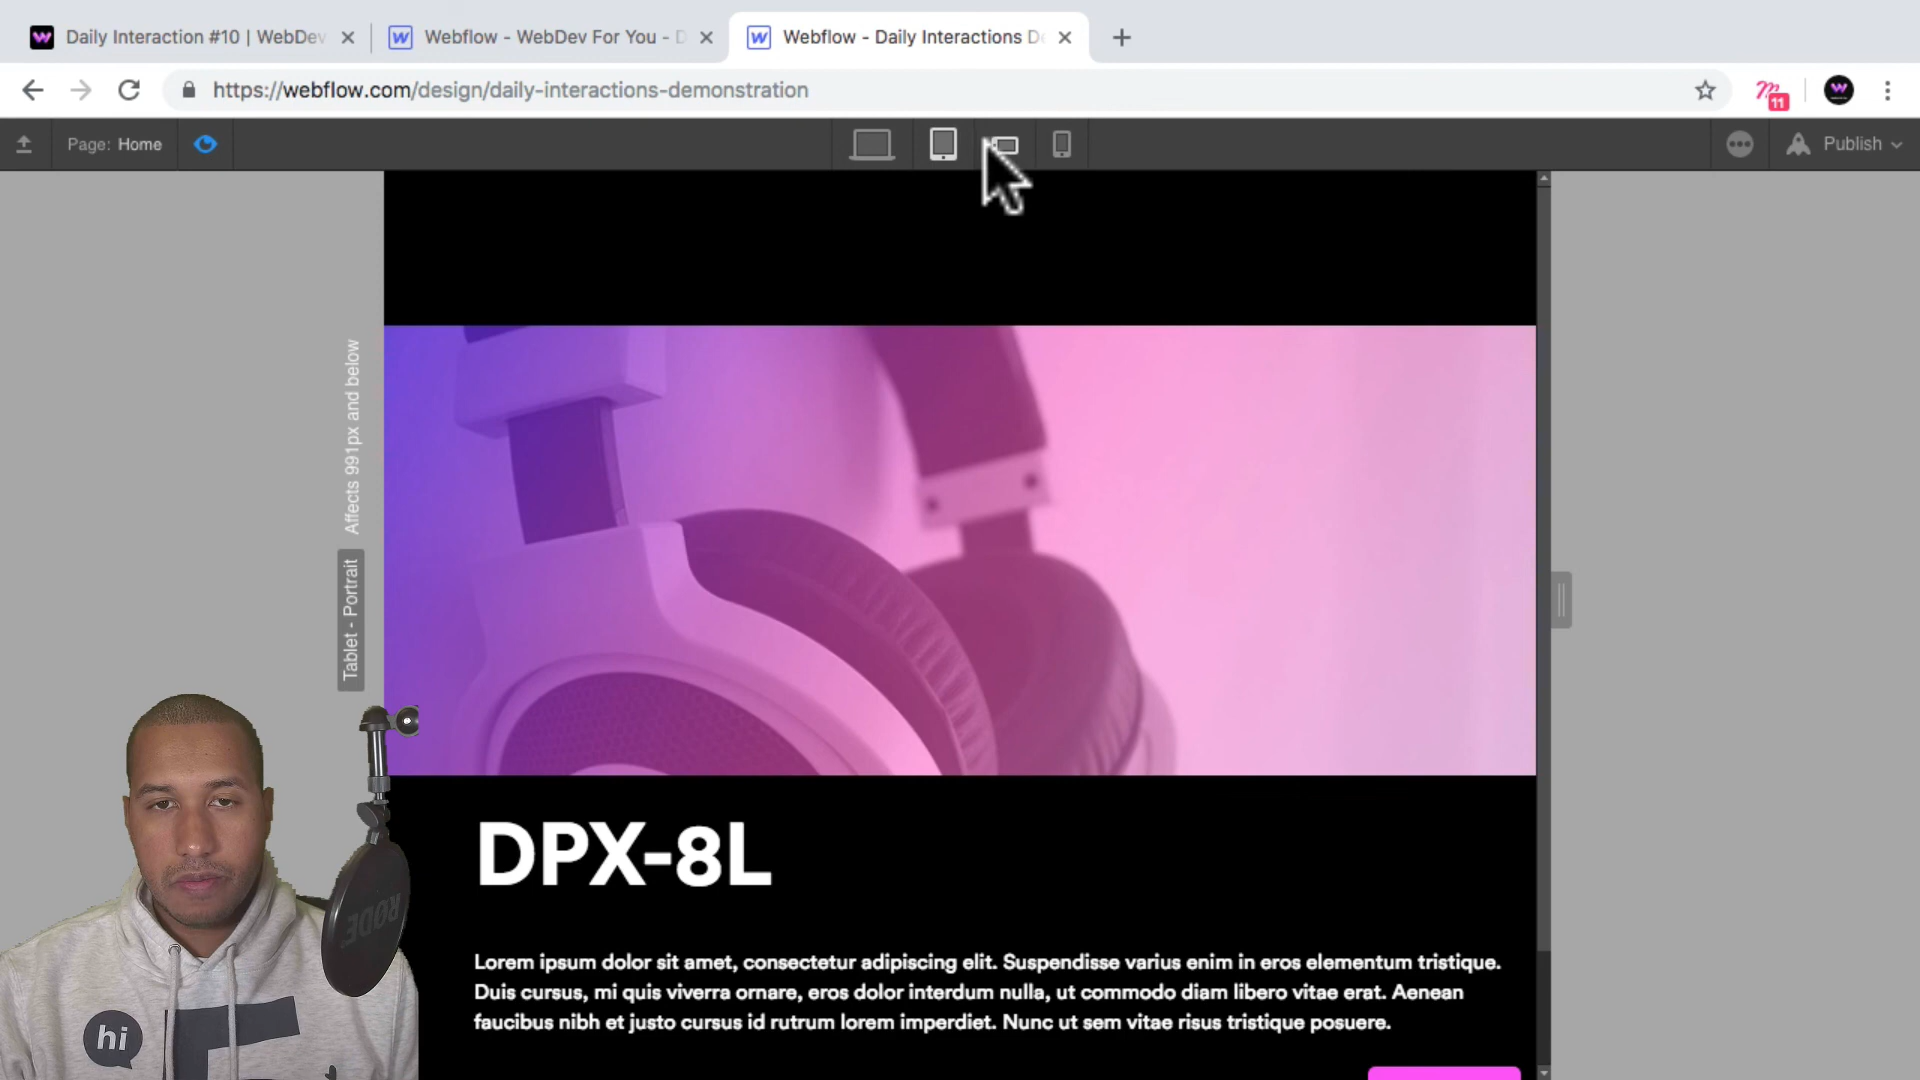 Daily Interaction #10 | WebDev
Webflow - WebDev For You - D
Webflow - Daily Interactions De
https://webflow.com/design/daily-interactions-demonstration
11
Page: Home
Publish
Affects 991px and below
Tablet - Portrait
DPX-8L
Lorem ipsum dolor sit amet, consectetur adipiscing elit. Suspendisse varius enim in eros elementum tristique.
Duis cursus, mi quis viverra ornare, eros dolor interdum nulla, ut commodo diam libero vitae erat. Aenean
faucibus nibh et justo cursus id rutrum lorem imperdiet. Nunc ut sem vitae risus tristique posuere.
RØDE
hi